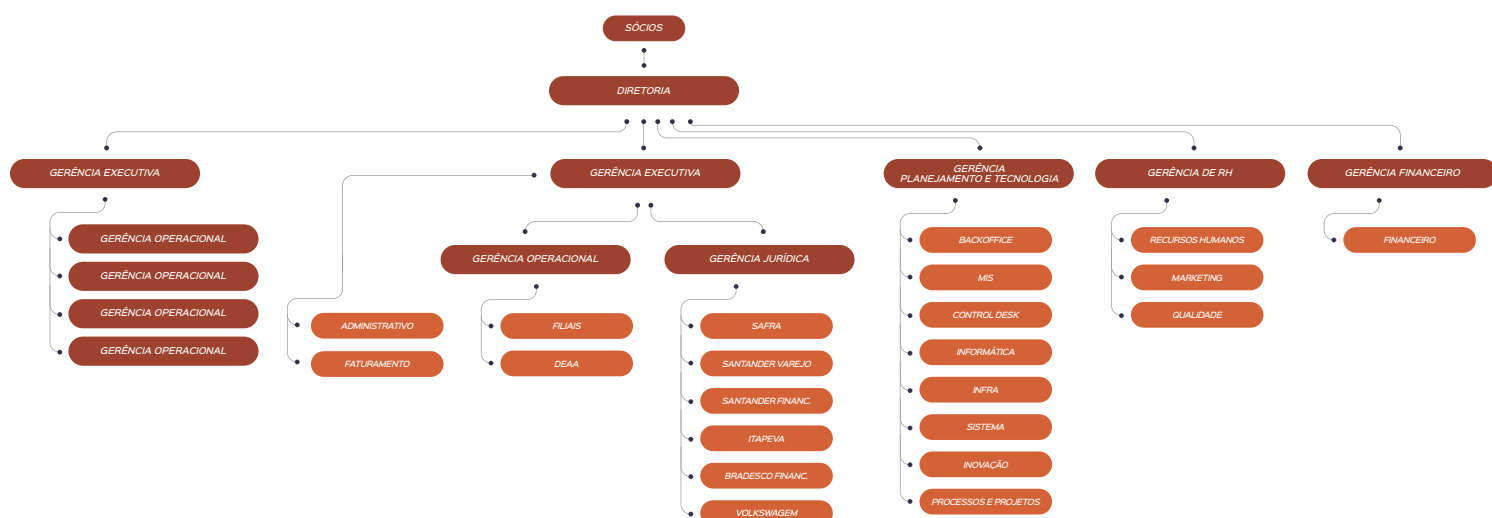 SÓCIOS
DIRETORIA
GERÊNCIA EXECUTIVA
GERÊNCIA OPERACIONAL
GERÊNCIA OPERACIONAL
GERÊNCIA OPERACIONAL
GERÊNCIA OPERACIONAL
GERÊNCIA EXECUTIVA
ADMINISTRATIVO
FATURAMENTO
GERÊNCIA OPERACIONAL
FILIAIS
DEAA
GERÊNCIA JURÍDICA
SAFRA
SANTANDER VAREJO
SANTANDER FINANC.
ITAPEVA
BRADESCO FINANC.
VOLKSWAGEM
GERÊNCIA
PLANEJAMENTO E TECNOLOGIA
BACKOFFICE
MIS
CONTROL DESK
INFORMÁTICA
INFRA
SISTEMA
INOVAÇÃO
PROCESSOS E PROJETOS
GERÊNCIA DE RH
RECURSOS HUMANOS
MARKETING
QUALIDADE
GERÊNCIA FINANCEIRO
FINANCEIRO